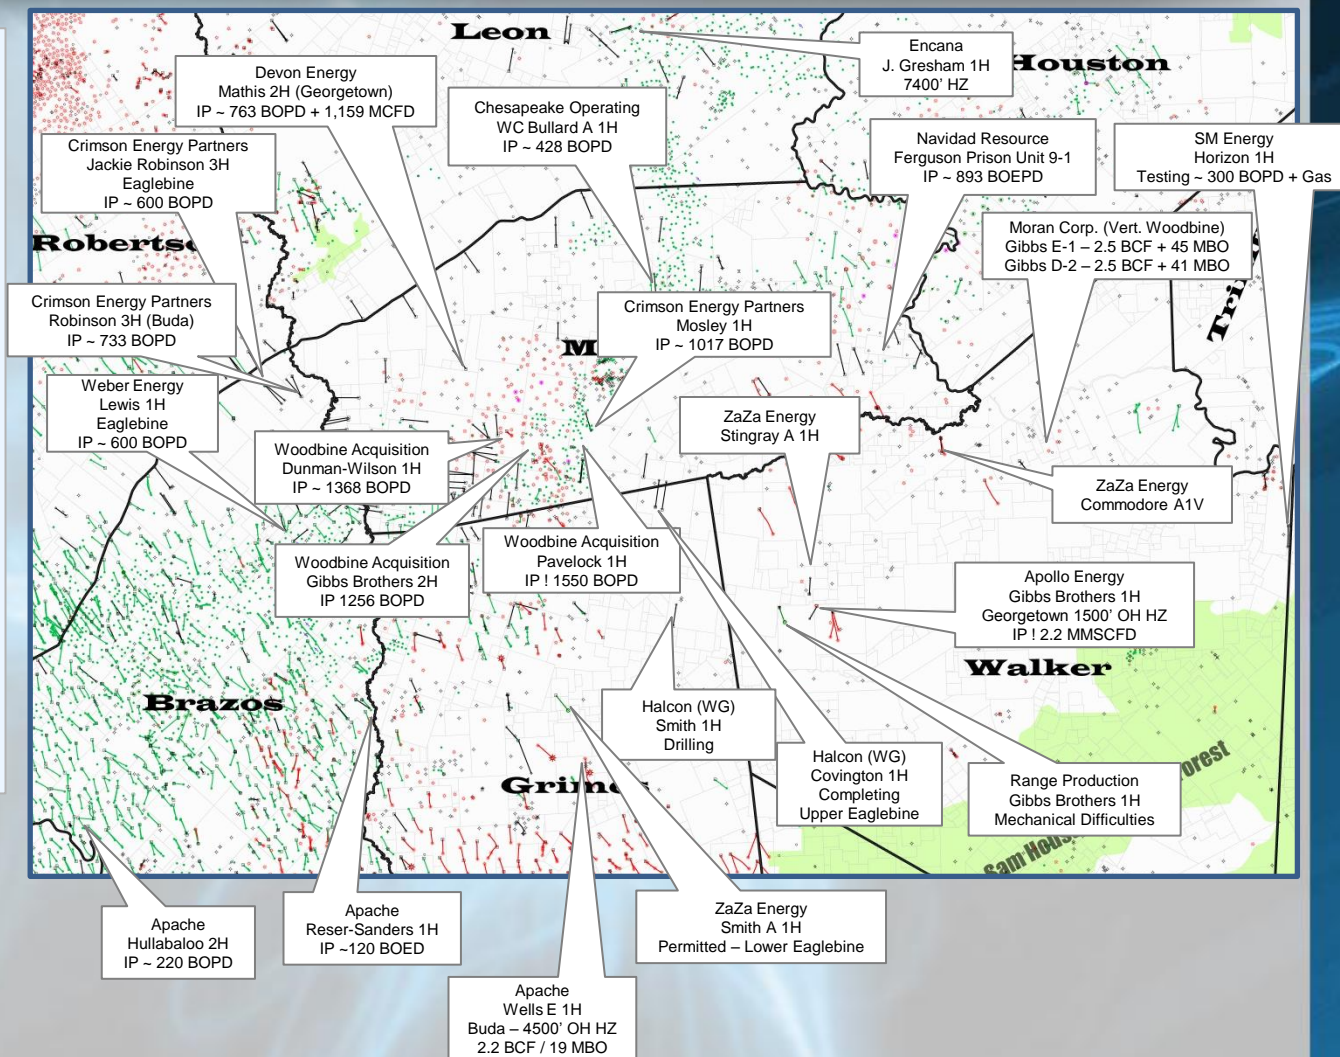 Leon
Houston
Encana
J. Gresham 1H
7400' HZ
Devon Energy
Mathis 2H (Georgetown)
IP ~ 763 BOPD + 1,159 MCFD
Chesapeake Operating
WC Bullard A 1H
IP ~ 428 BOPD
Navidad Resource
Ferguson Prison Unit 9-1
IP ~ 893 BOEPD
SM Energy
Horizon 1H
Testing ~ 300 BOPD + Gas
Crimson Energy Partners
Jackie Robinson 3H
Eaglebine
IP ~ 600 BOPD
Moran Corp. (Vert. Woodbine)
Gibbs E-1 – 2.5 BCF + 45 MBO
Gibbs D-2 – 2.5 BCF + 41 MBO
Robertso
Tri
Crimson Energy Partners
Robinson 3H (Buda)
IP ~ 733 BOPD
Crimson Energy Partners
Mosley 1H
IP ~ 1017 BOPD
M
Weber Energy
Lewis 1H
Eaglebine
IP ~ 600 BOPD
ZaZa Energy
Stingray A 1H
Woodbine Acquisition
Dunman-Wilson 1H
IP ~ 1368 BOPD
ZaZa Energy
Commodore A1V
Woodbine Acquisition
Gibbs Brothers 2H
IP 1256 BOPD
Woodbine Acquisition
Pavelock 1H
IP ! 1550 BOPD
Apollo Energy
Gibbs Brothers 1H
Georgetown 1500' OH HZ
IP ! 2.2 MMSCFD
Walker
Brazos
Halcon (WG)
Smith 1H
Drilling
Halcon (WG)
Covington 1H
Completing
Upper Eaglebine
Range Production
Gibbs Brothers 1H
Mechanical Difficulties
Grimes
Sam Hous
orest
Apache
Hullabaloo 2H
IP ~ 220 BOPD
Apache
Reser-Sanders 1H
IP ~120 BOED
ZaZa Energy
Smith A 1H
Permitted – Lower Eaglebine
Apache
Wells E 1H
Buda – 4500' OH HZ
2.2 BCF / 19 MBO